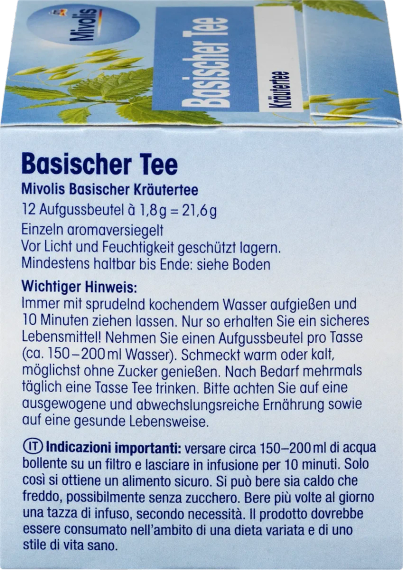 Mivolis
Basischer Tee
Kräutertee
Basischer Tee
Mivolis Basischer Kräutertee
12 Aufgussbeutel à 1,8 g = 21,6 g
Einzeln aromaversiegelt
Vor Licht und Feuchtigkeit geschützt lagern.
Mindestens haltbar bis Ende: siehe Boden
Wichtiger Hinweis:
Immer mit sprudelnd kochendem Wasser aufgießen und
10 Minuten ziehen lassen. Nur so erhalten Sie ein sicheres
Lebensmittel! Nehmen Sie einen Aufgussbeutel pro Tasse
(ca. 150–200 ml Wasser). Schmeckt warm oder kalt,
möglichst ohne Zucker genießen. Nach Bedarf mehrmals
täglich eine Tasse Tee trinken. Bitte achten Sie auf eine
ausgewogene und abwechslungsreiche Ernährung sowie
auf eine gesunde Lebensweise.
IT Indicazioni importanti: versare circa 150–200 ml di acqua
bollente su un filtro e lasciare in infusione per 10 minuti. Solo
così si ottiene un alimento sicuro. Si può bere sia caldo che
freddo, possibilmente senza zucchero. Bere più volte al giorno
una tazza di infuso, secondo necessità. Il prodotto dovrebbe
essere consumato nell'ambito di una dieta variata e di uno
stile di vita sano.